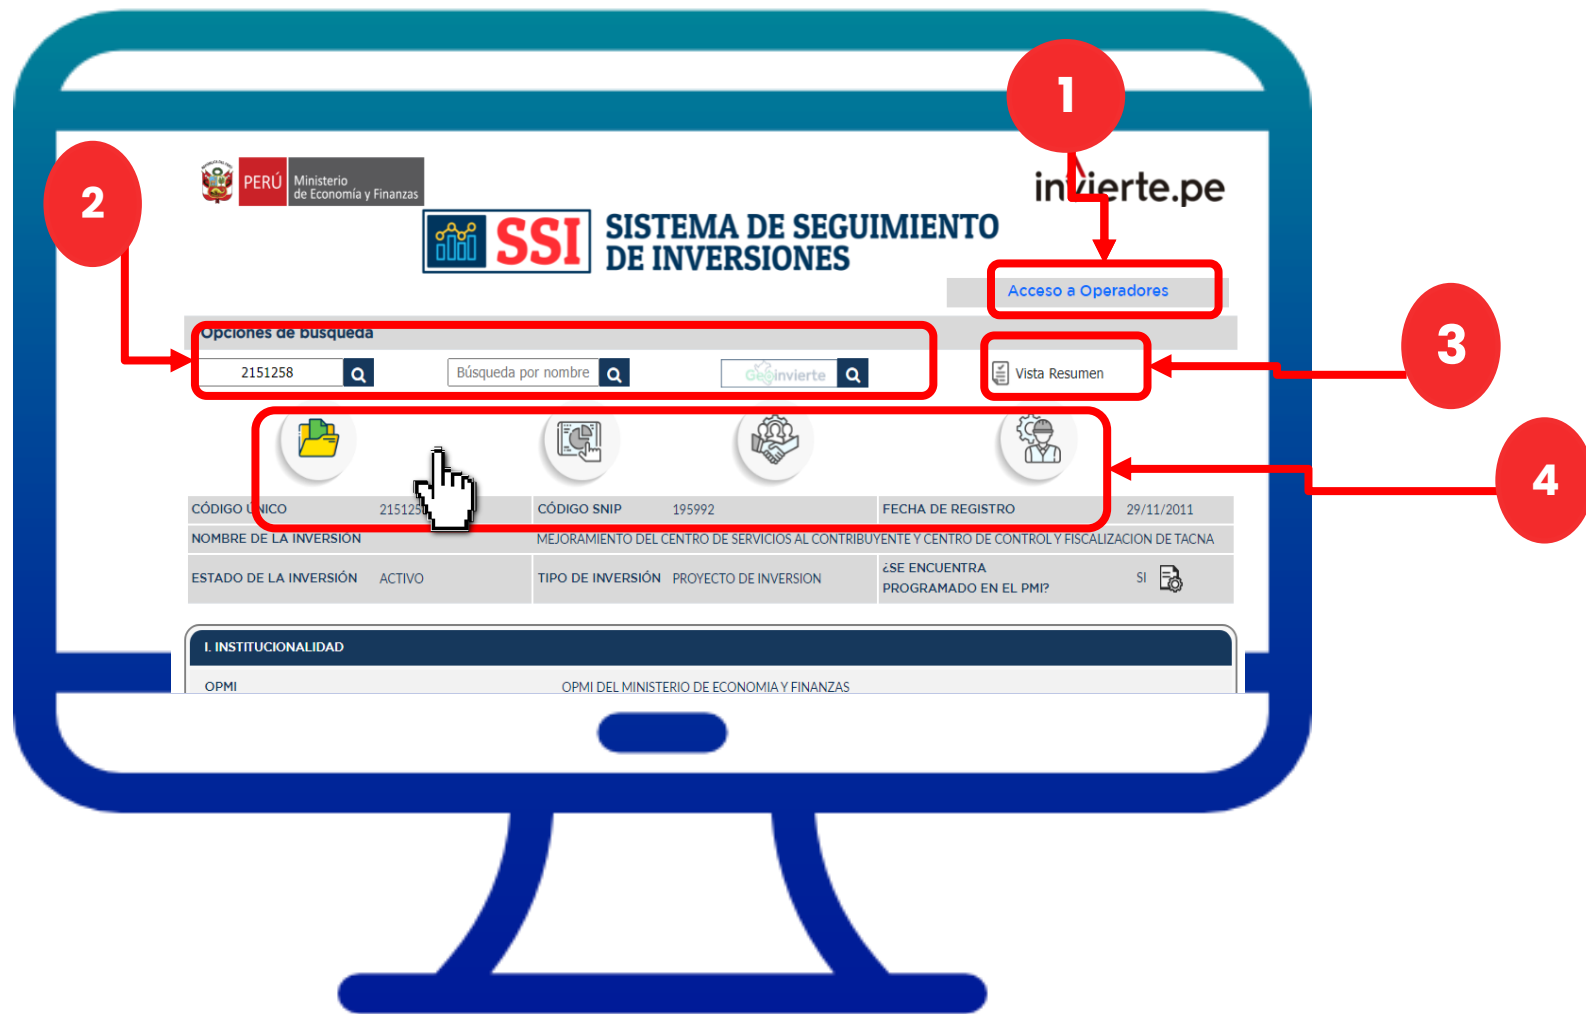 1
2
3
4
PERÚ
Ministerio
de Economía y Finanzas
invierte.pe
SSI
SISTEMA DE SEGUIMIENTO
DE INVERSIONES
Acceso a Operadores
Opciones de búsqueda
2151258
Búsqueda por nombre
Geoinvierte
Vista Resumen
CÓDIGO ÚNICO 215125 CÓDIGO SNIP 195992 FECHA DE REGISTRO 29/11/2011
NOMBRE DE LA INVERSIÓN MEJORAMIENTO DEL CENTRO DE SERVICIOS AL CONTRIBUYENTE Y CENTRO DE CONTROL Y FISCALIZACION DE TACNA
ESTADO DE LA INVERSIÓN ACTIVO TIPO DE INVERSIÓN PROYECTO DE INVERSION
¿SE ENCUENTRA
PROGRAMADO EN EL PMI? SI
I. INSTITUCIONALIDAD
OPMI OPMI DEL MINISTERIO DE ECONOMIA Y FINANZAS